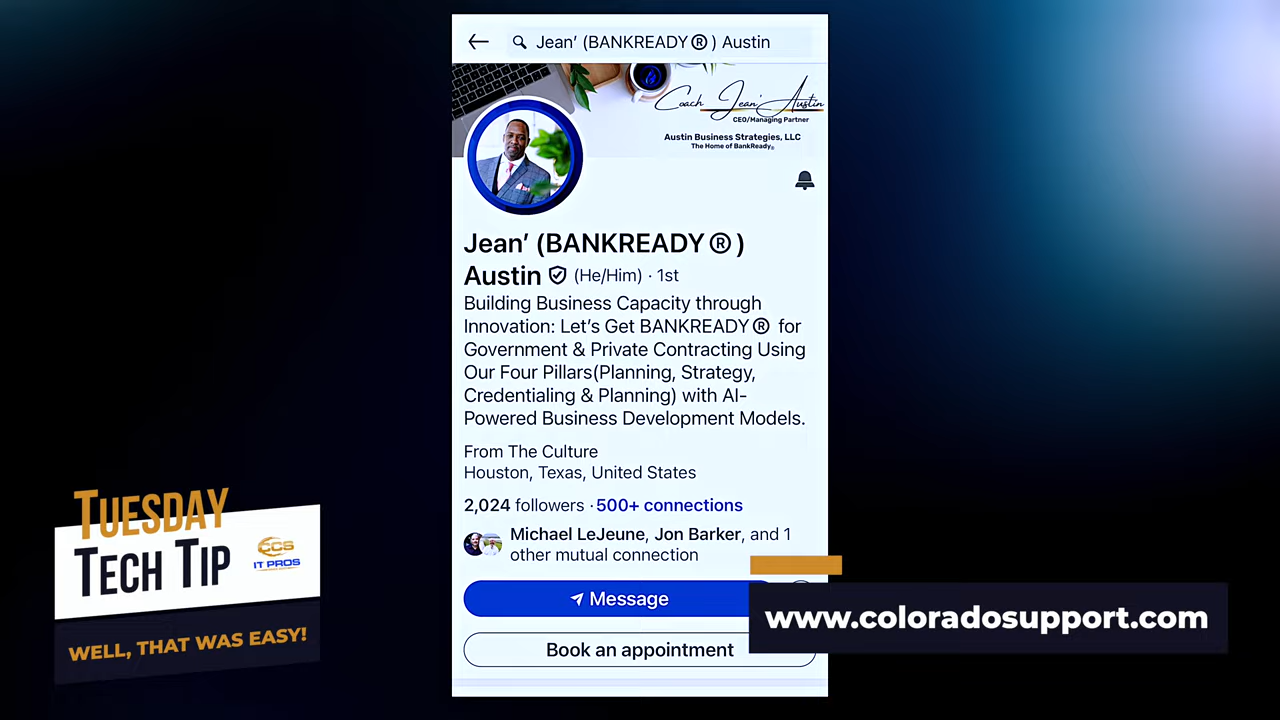 Jean’ (BANKREADY®) Austin
Coach Jean' Austin
CEO/Managing Partner
Austin Business Strategies, LLC
The Home of BankReady®
Jean’ (BANKREADY®)
Austin (He/Him) · 1st
Building Business Capacity through
Innovation: Let’s Get BANKREADY® for
Government & Private Contracting Using
Our Four Pillars(Planning, Strategy,
Credentialing & Planning) with AI-
Powered Business Development Models.
From The Culture
Houston, Texas, United States
2,024 followers · 500+ connections
Michael LeJeune, Jon Barker, and 1
other mutual connection
Message
Book an appointment
TUESDAY
TECH TIP
CCS
IT PROS
WELL, THAT WAS EASY!
www.coloradosupport.com